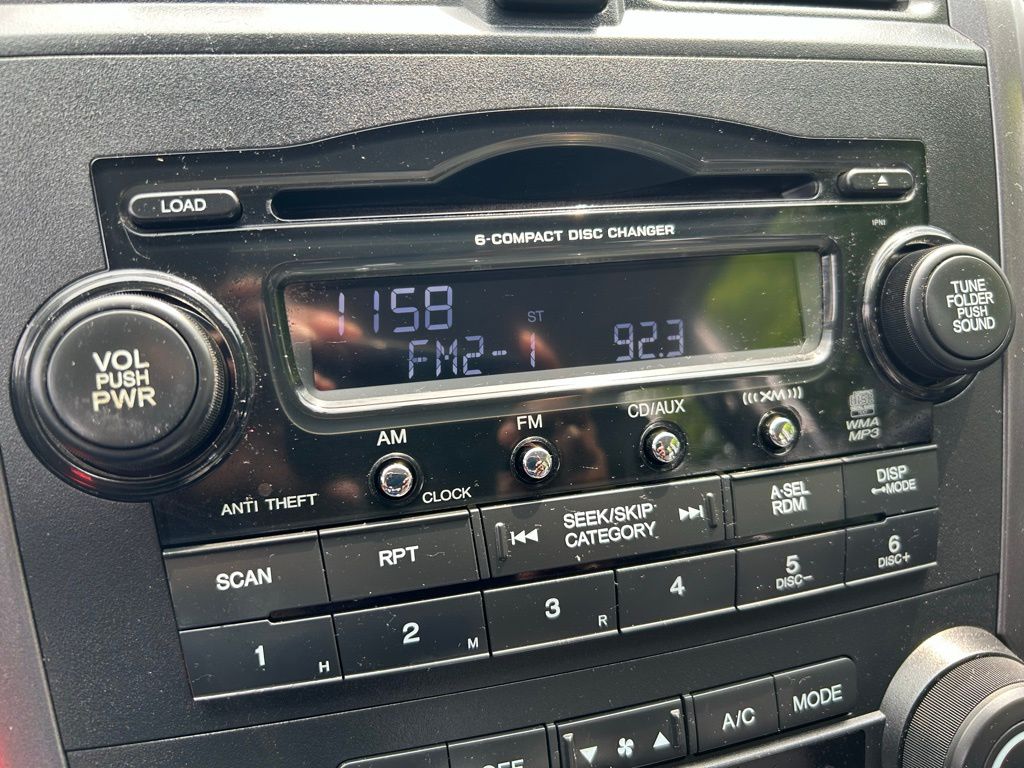 LOAD
6-COMPACT DISC CHANGER
1PN1
1158
ST
FM2-1 92.3
VOL
PUSH
PWR
TUNE
FOLDER
PUSH
SOUND
AM
FM
CD/AUX
(((XM)))
WMA
MP3
ANTI THEFT
CLOCK
SCAN
RPT
SEEK/SKIP
CATEGORY
A·SEL
RDM
DISP
MODE
1 H
2 M
3 R
4
5
DISC–
6
DISC+
OFF
A/C
MODE